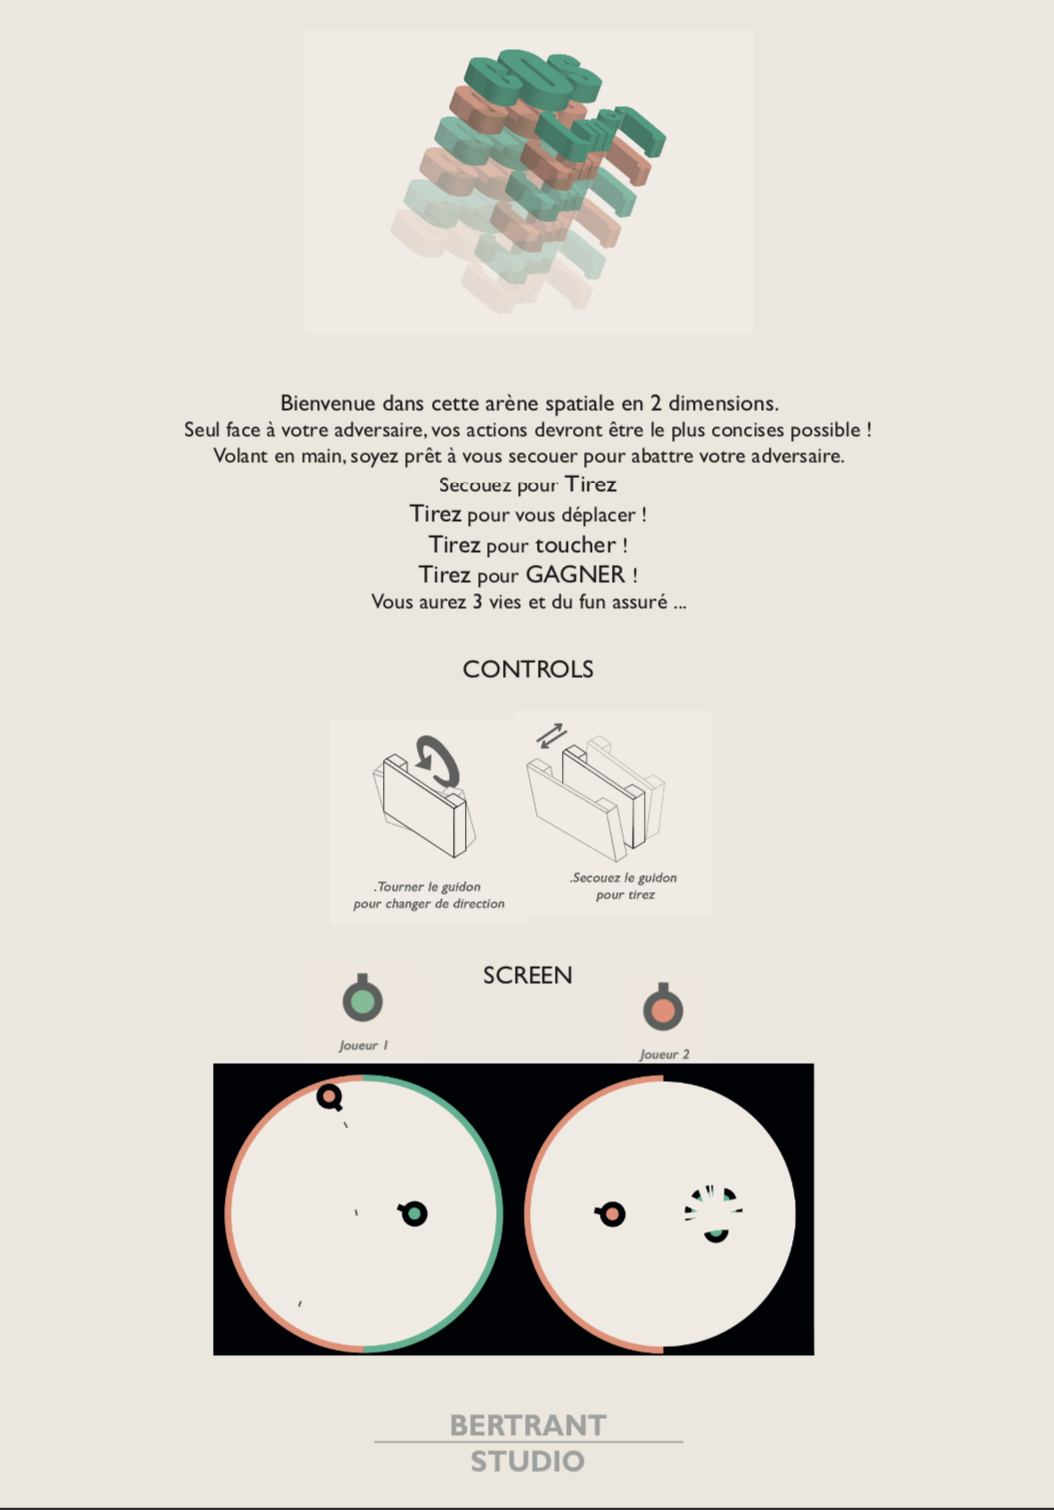 Bienvenue dans cette arène spatiale en 2 dimensions.
Seul face à votre adversaire, vos actions devront être le plus concises possible !
Volant en main, soyez prêt à vous secouer pour abattre votre adversaire.
Secouez pour Tirez
Tirez pour vous déplacer !
Tirez pour toucher !
Tirez pour GAGNER !
Vous aurez 3 vies et du fun assuré ...
CONTROLS
.Tourner le guidon
pour changer de direction
.Secouez le guidon
pour tirez
SCREEN
Joueur 1
Joueur 2
BERTRANT
STUDIO